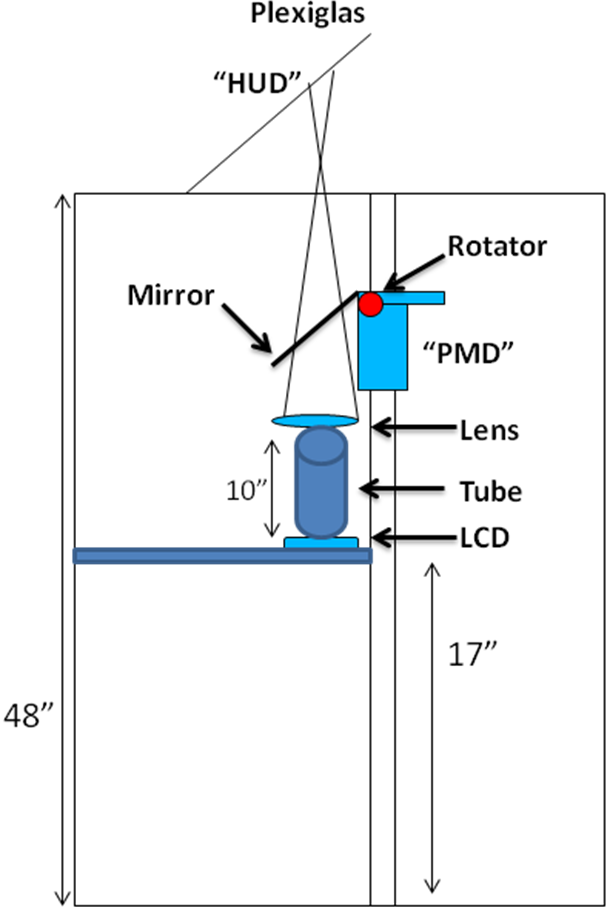 Plexiglas
“HUD”
Rotator
Mirror
“PMD”
Lens
10”
Tube
LCD
17”
48”